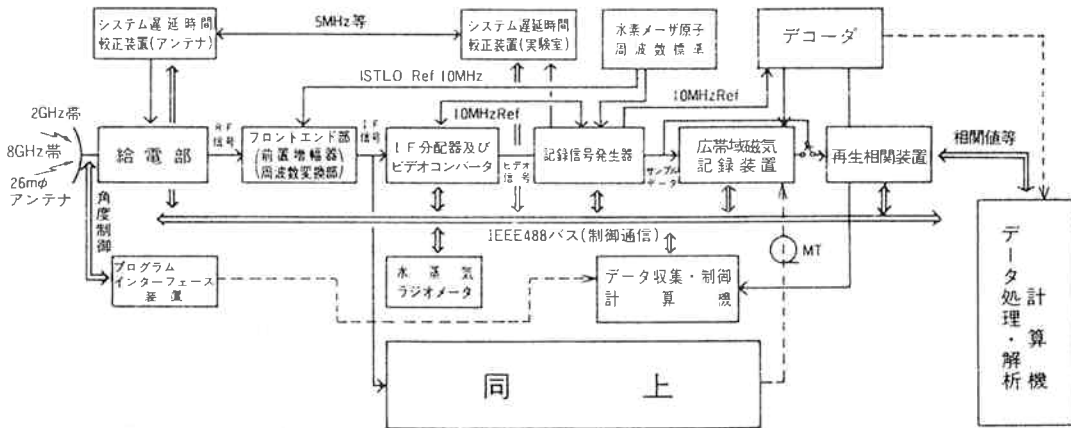 システム遅延時間
較正装置(アンテナ)
5MHz等
システム遅延時間
較正装置(実験室)
水素メーザ原子
周波数標準
デコーダ
1STLO Ref 10MHz
10MHzRef
10MHzRef
2GHz帯
8GHz帯
26mφ
アンテナ
給電部
RF
信号
フロントエンド部
(前置増幅器)
(周波数変換部)
IF
信号
IF分配器及び
ビデオコンバータ
ビデオ
信号
記録信号発生器
サンプル
データ
広帯域磁気
記録装置
再生相関装置
相関値等
角度制御
IEEE488バス(制御通信)
プログラム
インターフェース
装置
水蒸気
ラジオメータ
データ収集・制御
計算機
MT
同上
データ処理・解析
計算機